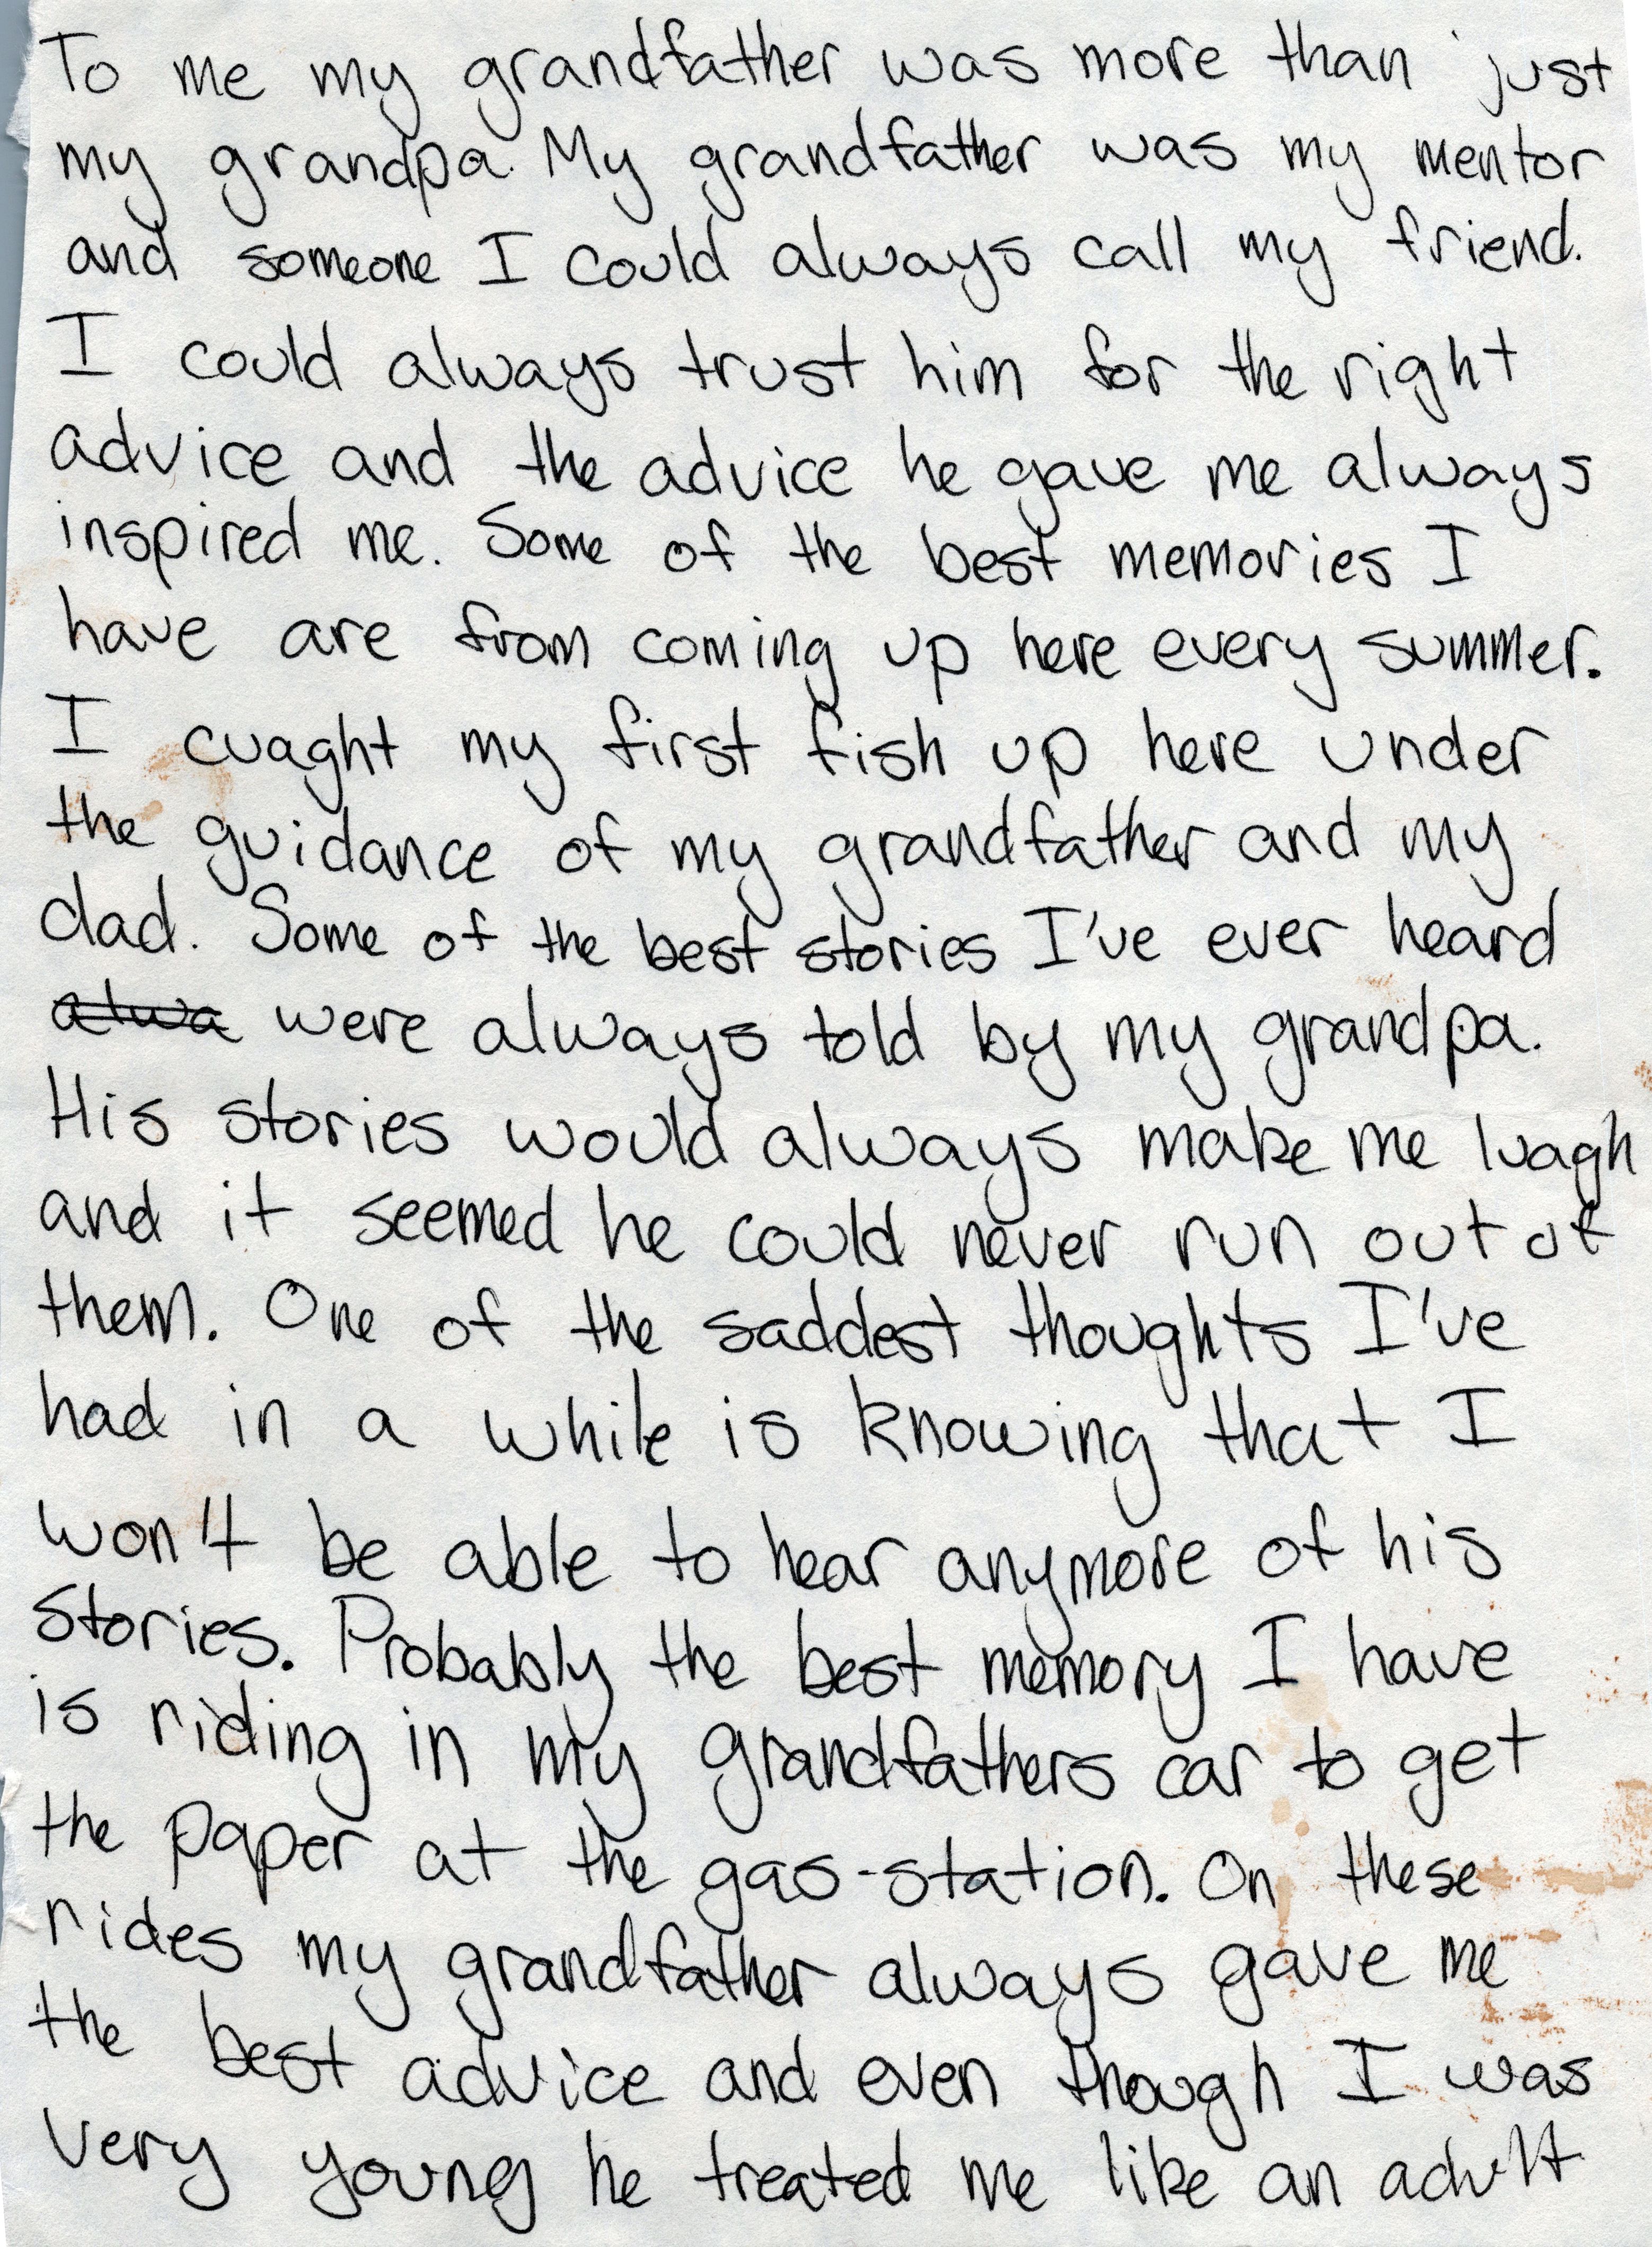 To me my grandfather was more than just
my grandpa. My grandfather was my mentor
and someone I could always call my friend.
I could always trust him for the right
advice and the advice he gave me always
inspired me. Some of the best memories I
have are from coming up here every summer.
I cuaght my first fish up here under
the guidance of my grandfather and my
dad. Some of the best stories I've ever heard
alwa were always told by my grandpa.
His stories would always make me luagh
and it seemed he could never run out of
them. One of the saddest thoughts I've
had in a while is knowing that I
won't be able to hear anymore of his
stories. Probably the best memory I have
is riding in my grandfathers car to get
the paper at the gas-station. On these
rides my grandfather always gave me
the best advice and even though I was
very young he treated me like an adult